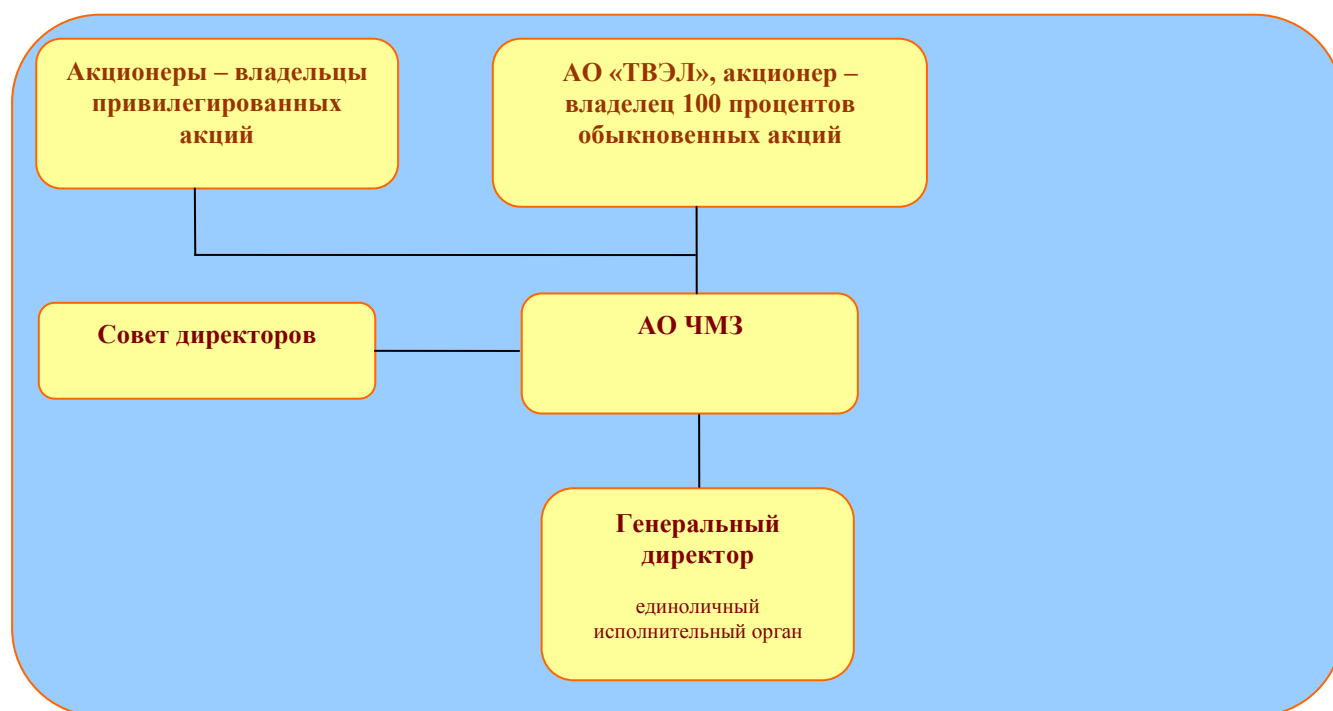 Акционеры – владельцы
привилегированных
акций
АО «ТВЭЛ», акционер –
владелец 100 процентов
обыкновенных акций
Совет директоров
АО ЧМЗ
Генеральный
директор
единоличный
исполнительный орган